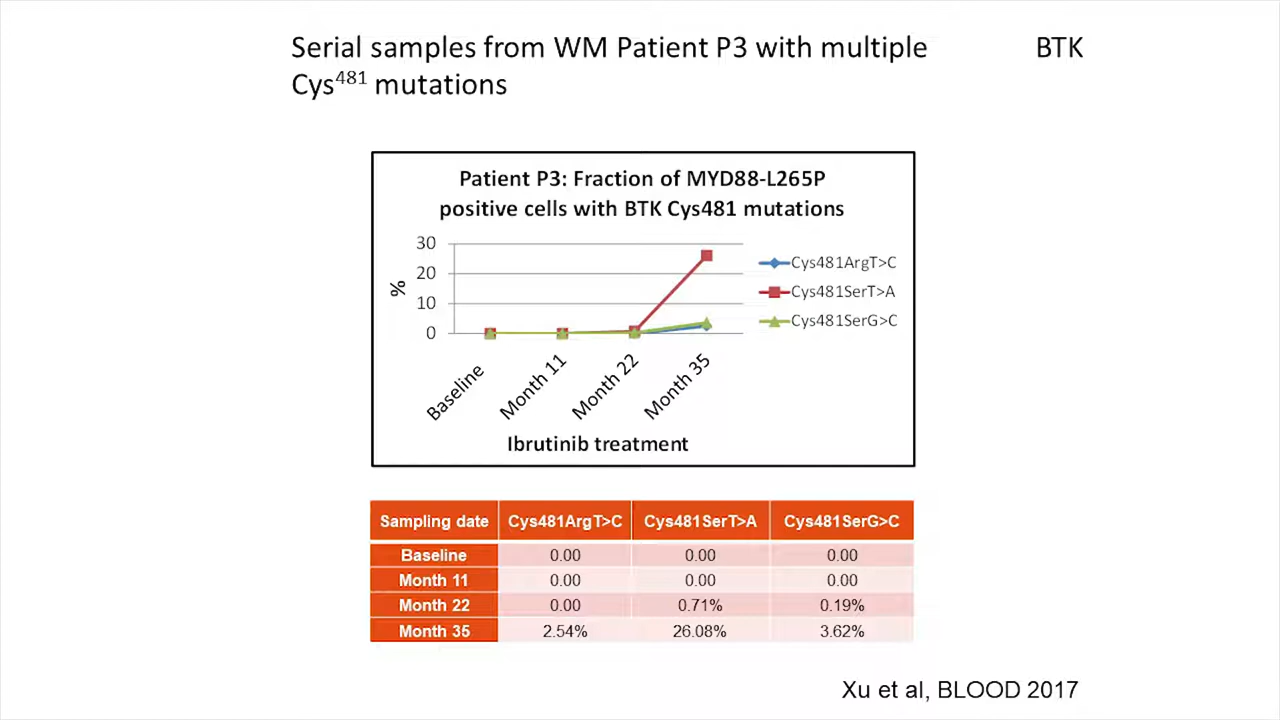 Serial samples from WM Patient P3 with multiple BTK
Cys481 mutations
Patient P3: Fraction of MYD88-L265P
positive cells with BTK Cys481 mutations
30
20
10
0
%
Cys481ArgT>C
Cys481SerT>A
Cys481SerG>C
Baseline
Month 11
Month 22
Month 35
Ibrutinib treatment
Sampling date Cys481ArgT>C Cys481SerT>A Cys481SerG>C
Baseline 0.00 0.00 0.00
Month 11 0.00 0.00 0.00
Month 22 0.00 0.71% 0.19%
Month 35 2.54% 26.08% 3.62%
Xu et al, BLOOD 2017